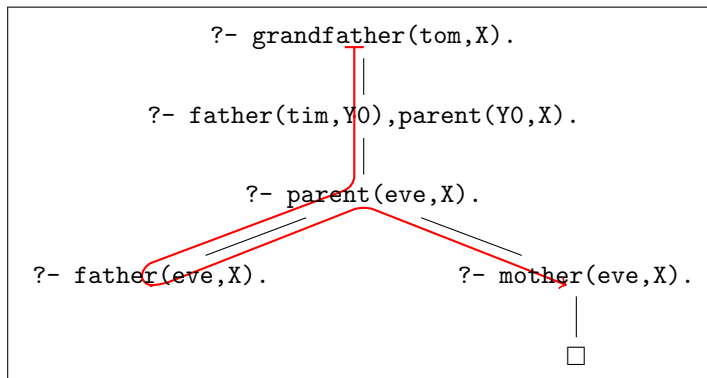 ?- grandfather(tom,X).
?- father(tim,Y0),parent(Y0,X).
?- parent(eve,X).
?- father(eve,X). ?- mother(eve,X).